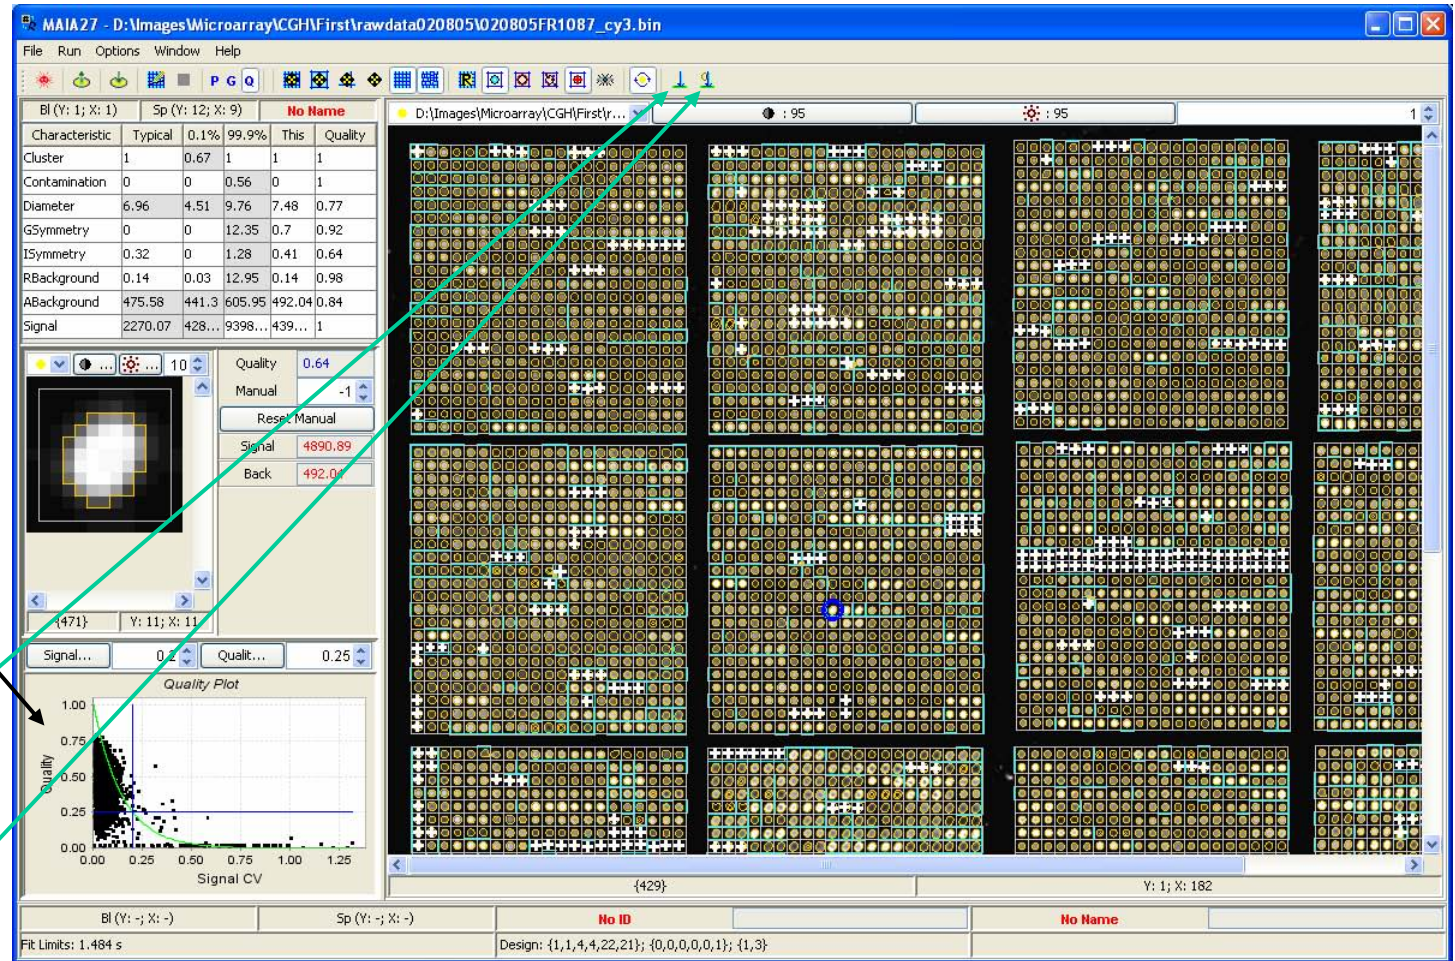 MAIA27 - D:\Images\Microarray\CGH\First\rawdata020805\020805FR1087_cy3.bin
File Run Options Window Help
P G Q R
Bl (Y: 1; X: 1) Sp (Y: 12; X: 9) No Name
D:\Images\Microarray\CGH\First\r... : 95 : 95 1
Characteristic Typical 0.1% 99.9% This Quality
Cluster 1 0.67 1 1 1
Contamination 0 0 0.56 0 1
Diameter 6.96 4.51 9.76 7.48 0.77
GSymmetry 0 0 12.35 0.7 0.92
ISymmetry 0.32 0 1.28 0.41 0.64
RBackground 0.14 0.03 12.95 0.14 0.98
ABackground 475.58 441.3 605.95 492.04 0.84
Signal 2270.07 428... 9398... 439... 1
... ... 10
Quality 0.64
Manual -1
Reset Manual
Signal 4890.89
Back 492.04
{471} Y: 11; X: 11
Signal... 0.2 Qualit... 0.25
Quality Plot
Quality
1.00
0.75
0.50
0.25
0.00
0.00 0.25 0.50 0.75 1.00 1.25
Signal CV
{429} Y: 1; X: 182
Bl (Y: -; X: -) Sp (Y: -; X: -) No ID No Name
Fit Limits: 1.484 s Design: {1,1,4,4,22,21}; {0,0,0,0,0,1}; {1,3}